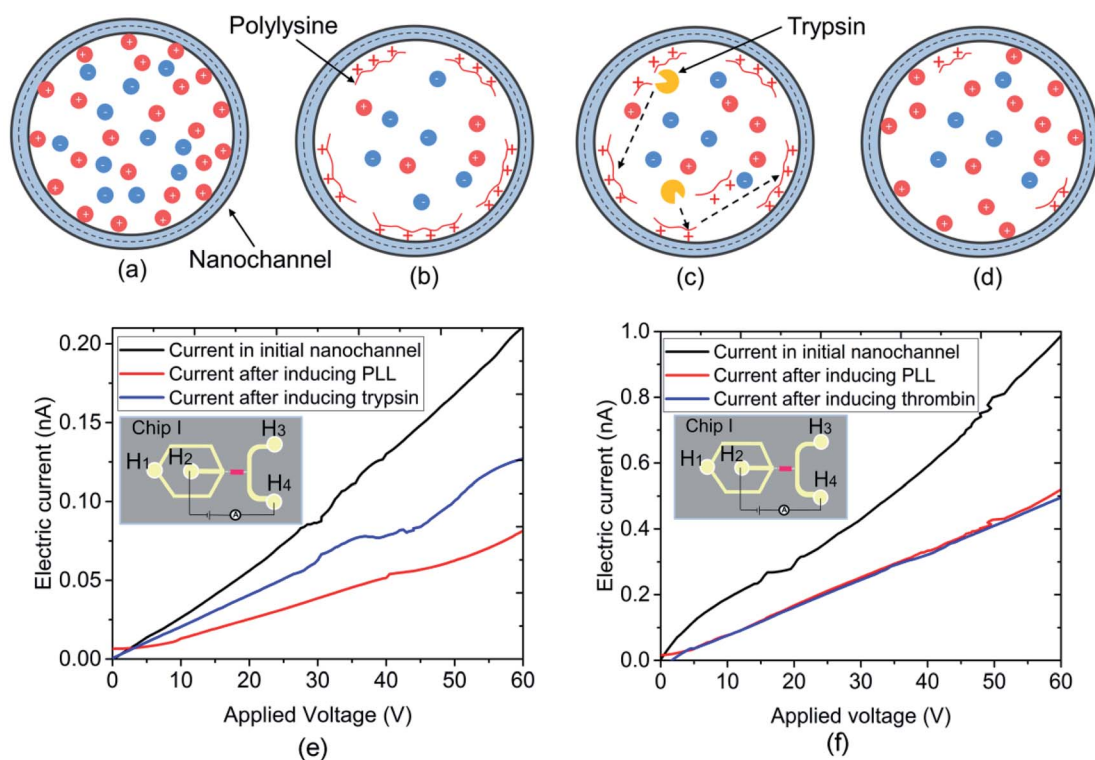 Polylysine
Trypsin
Nanochannel
(a)
(b)
(c)
(d)
0.20
0.15
0.10
0.05
0.00
Electric current (nA)
Current in initial nanochannel
Current after inducing PLL
Current after inducing trypsin
Chip I
H1
H2
H3
H4
A
0 10 20 30 40 50 60
Applied Voltage (V)
(e)
1.0
0.8
0.6
0.4
0.2
0.0
Electric current (nA)
Current in initial nanochannel
Current after inducing PLL
Current after inducing thrombin
Chip I
H1
H2
H3
H4
A
0 10 20 30 40 50 60
Applied voltage (V)
(f)